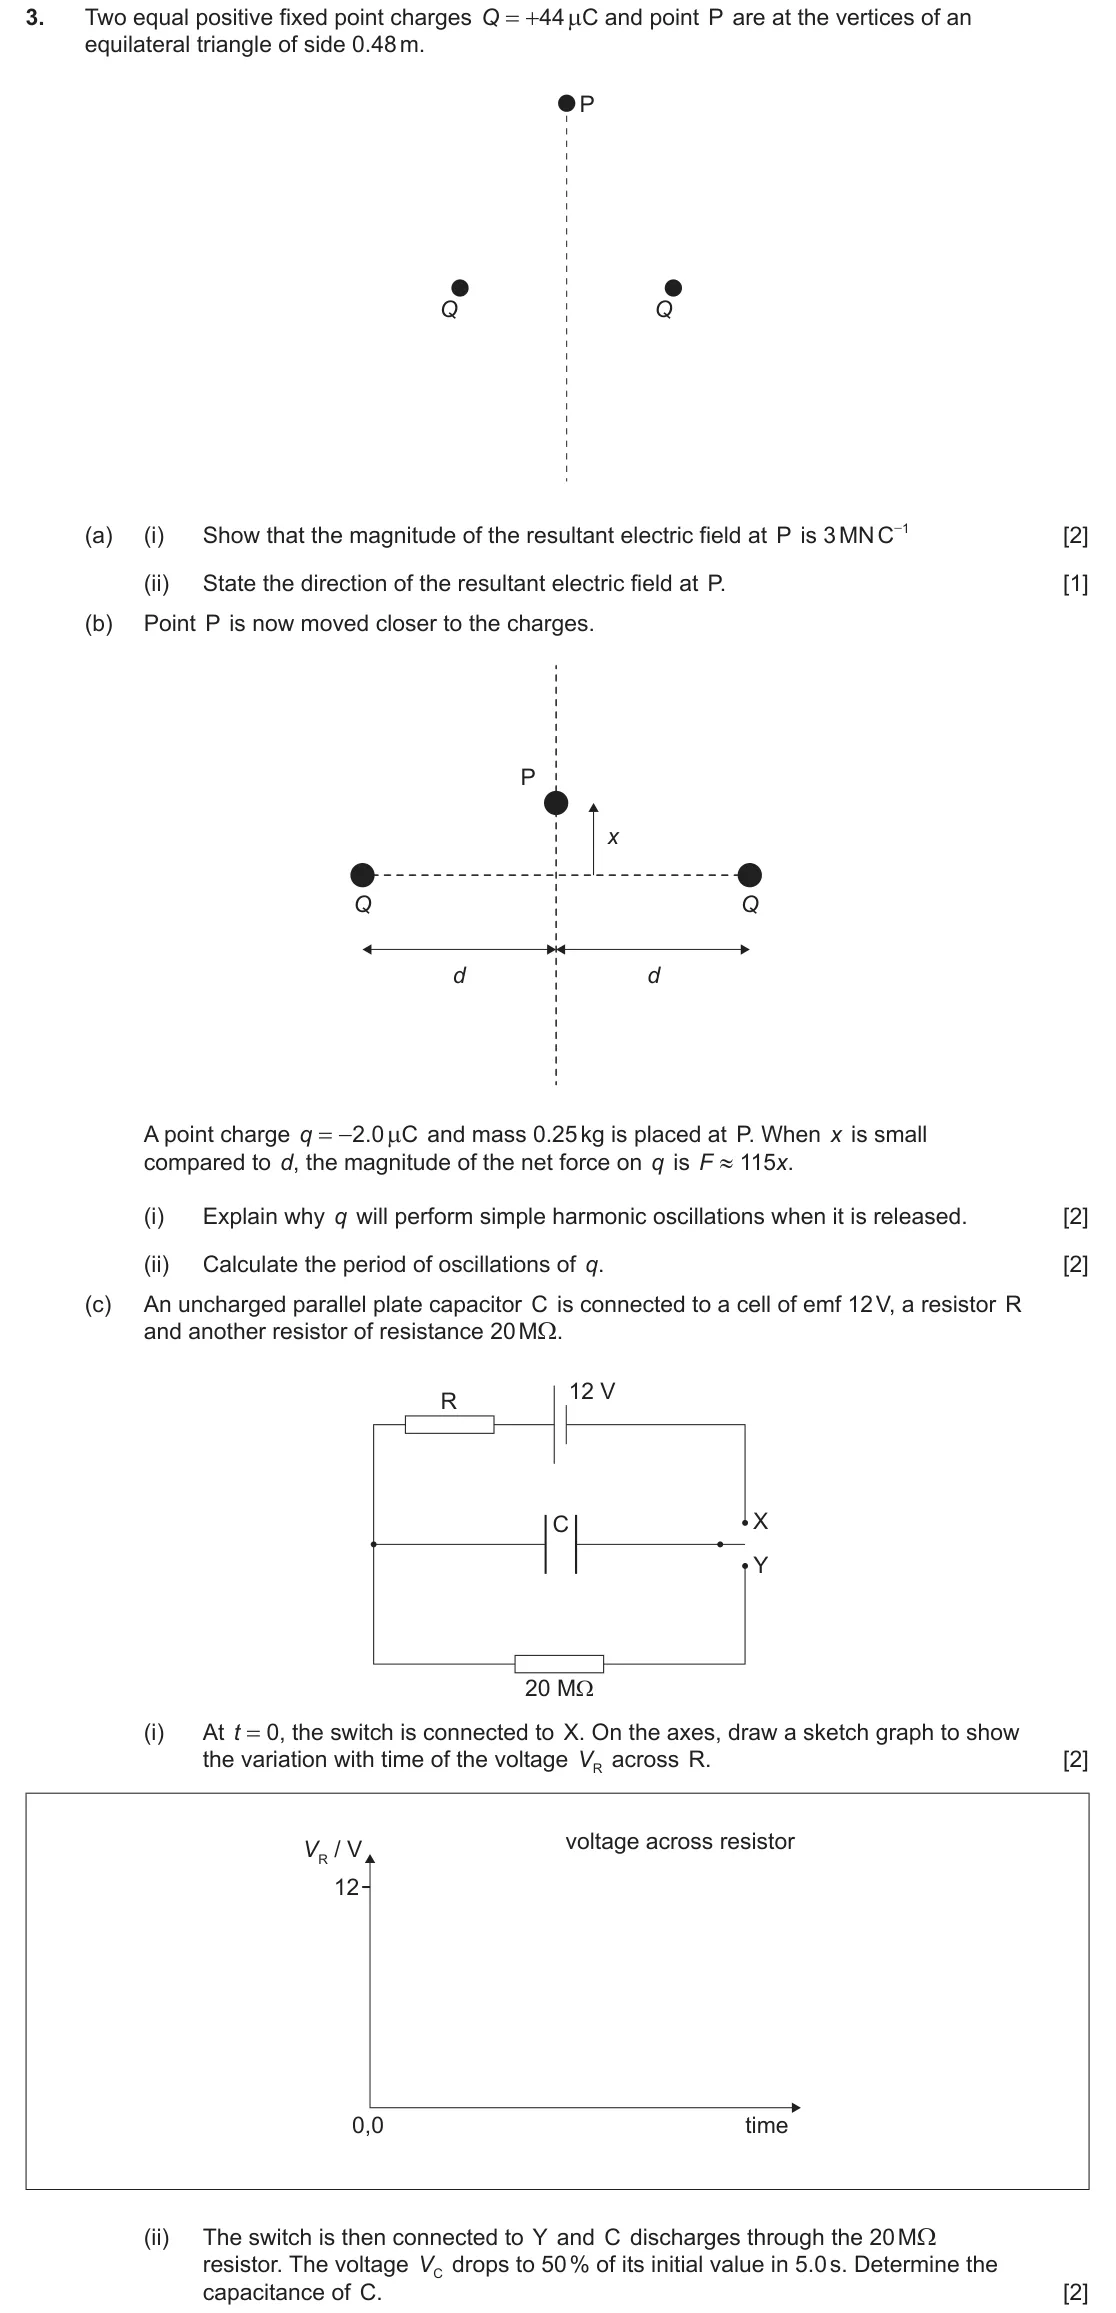 3. Two equal positive fixed point charges Q = +44 µC and point P are at the vertices of an
equilateral triangle of side 0.48 m.
P
Q Q
(a) (i) Show that the magnitude of the resultant electric field at P is 3 MN C⁻¹ [2]
(ii) State the direction of the resultant electric field at P. [1]
(b) Point P is now moved closer to the charges.
P
x
Q Q
d d
A point charge q = −2.0 µC and mass 0.25 kg is placed at P. When x is small
compared to d, the magnitude of the net force on q is F ≈ 115x.
(i) Explain why q will perform simple harmonic oscillations when it is released. [2]
(ii) Calculate the period of oscillations of q. [2]
(c) An uncharged parallel plate capacitor C is connected to a cell of emf 12 V, a resistor R
and another resistor of resistance 20 MΩ.
R 12 V
C X
Y
20 MΩ
(i) At t = 0, the switch is connected to X. On the axes, draw a sketch graph to show
the variation with time of the voltage V_R across R. [2]
V_R / V voltage across resistor
12
0,0 time
(ii) The switch is then connected to Y and C discharges through the 20 MΩ
resistor. The voltage V_C drops to 50 % of its initial value in 5.0 s. Determine the
capacitance of C. [2]